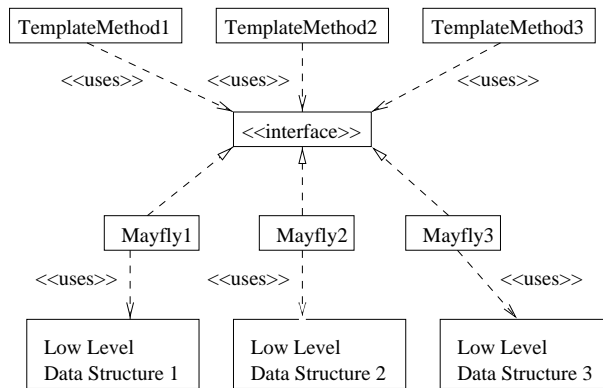 TemplateMethod1
TemplateMethod2
TemplateMethod3
<<uses>>
<<uses>>
<<uses>>
<<interface>>
Mayfly1
Mayfly2
Mayfly3
<<uses>>
<<uses>>
<<uses>>
Low Level
Data Structure 1
Low Level
Data Structure 2
Low Level
Data Structure 3